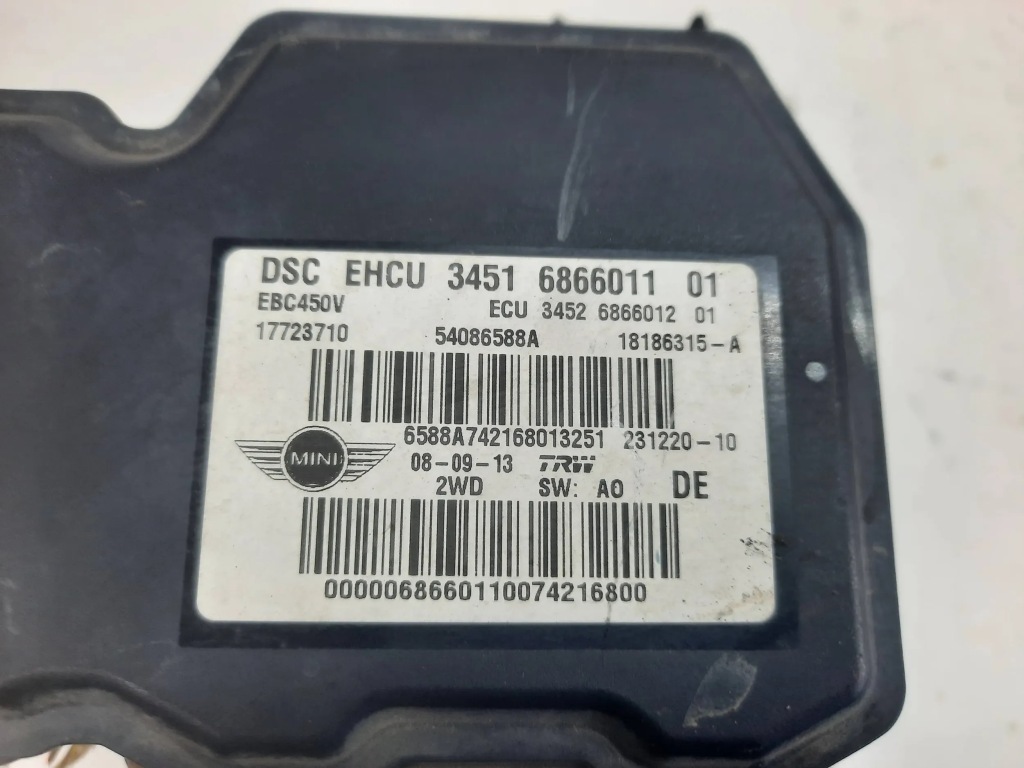 DSC EHCU 3451 6866011 01
EBC450V ECU 3452 6866012 01
17723710 54086588A 18186315-A
6588A742168013251 231220-10
MINI 08-09-13 TRW
2WD SW: A0 DE
0000068660110074216800